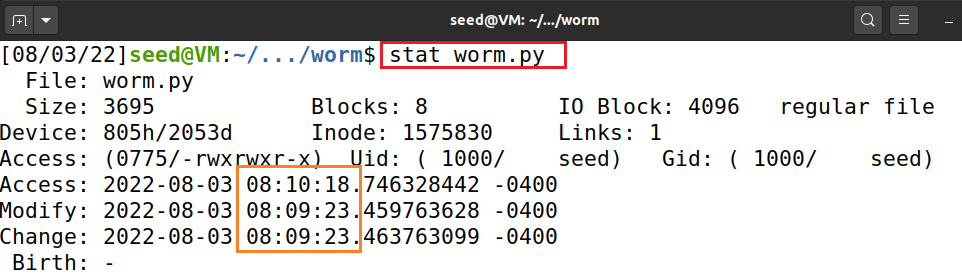 seed@VM: ~/.../worm
[08/03/22]seed@VM:~/.../worm$ stat worm.py
  File: worm.py
  Size: 3695            Blocks: 8          IO Block: 4096   regular file
Device: 805h/2053d      Inode: 1575830     Links: 1
Access: (0775/-rwxrwxr-x)  Uid: ( 1000/    seed)   Gid: ( 1000/    seed)
Access: 2022-08-03 08:10:18.746328442 -0400
Modify: 2022-08-03 08:09:23.459763628 -0400
Change: 2022-08-03 08:09:23.463763099 -0400
 Birth: -